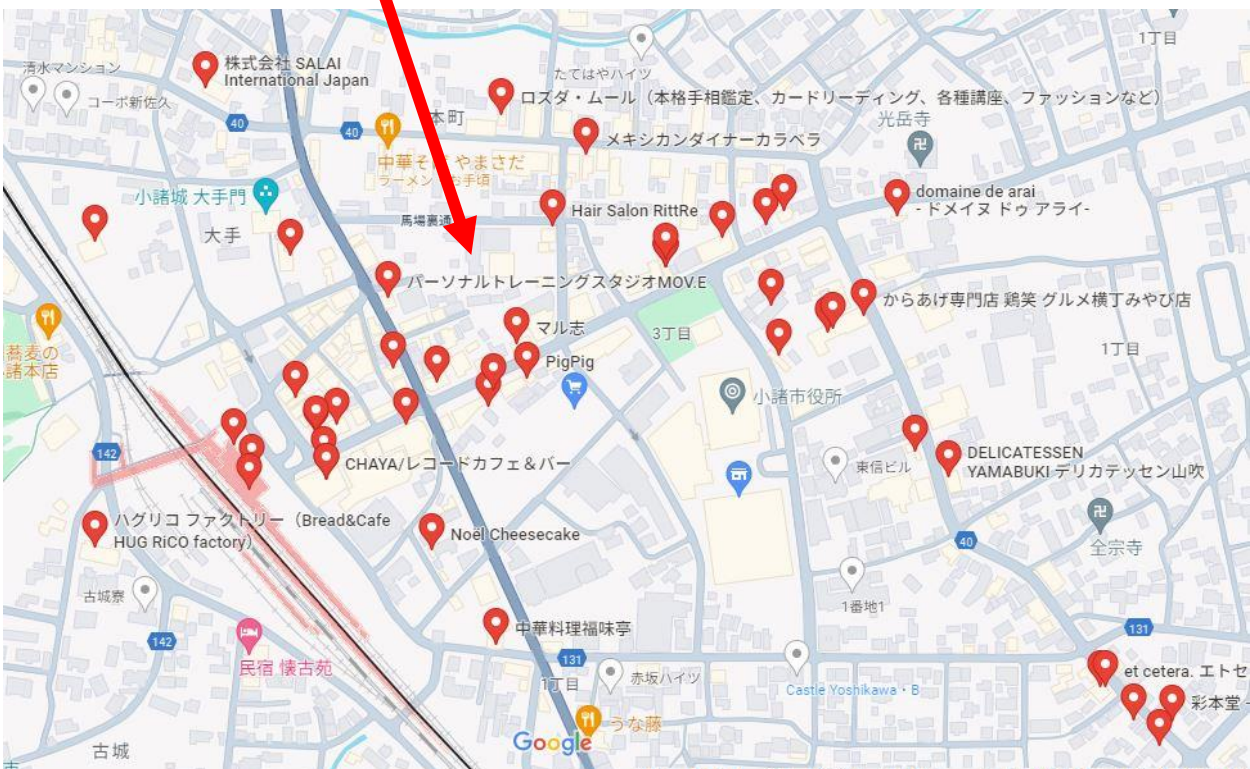 1丁目
株式会社 SALAI
International Japan
清水マンション
コーポ新佐久
たてはやハイツ
ロズダ・ムール（本格手相鑑定、カードリーディング、各種講座、ファッションなど）
本町
光岳寺
40
40
メキシカンダイナーカラベラ
中華そ
やまさだ
ラーメン
お手頃
小諸城 大手門
domaine de arai
- ドメイヌ ドゥ アライ-
Hair Salon RittRe
馬場裏通
大手
パーソナルトレーニングスタジオMOV.E
からあげ専門店 鶏笑 グルメ横丁みやび店
マル志
3丁目
蕎麦の
諸本店
1丁目
PigPig
小諸市役所
142
CHAYA/レコードカフェ＆バー
東信ビル
DELICATESSEN
YAMABUKI デリカテッセン山吹
ハグリコ ファクトリー（Bread&Cafe
HUG RiCO factory）
Noël Cheesecake
40
全宗寺
古城寮
1番地1
中華料理福味亭
142
131
民宿 懐古苑
131
1丁目
赤坂ハイツ
Castle Yoshikawa・B
et cetera. エトセ
彩本堂 -
うな藤
Google
古城
市